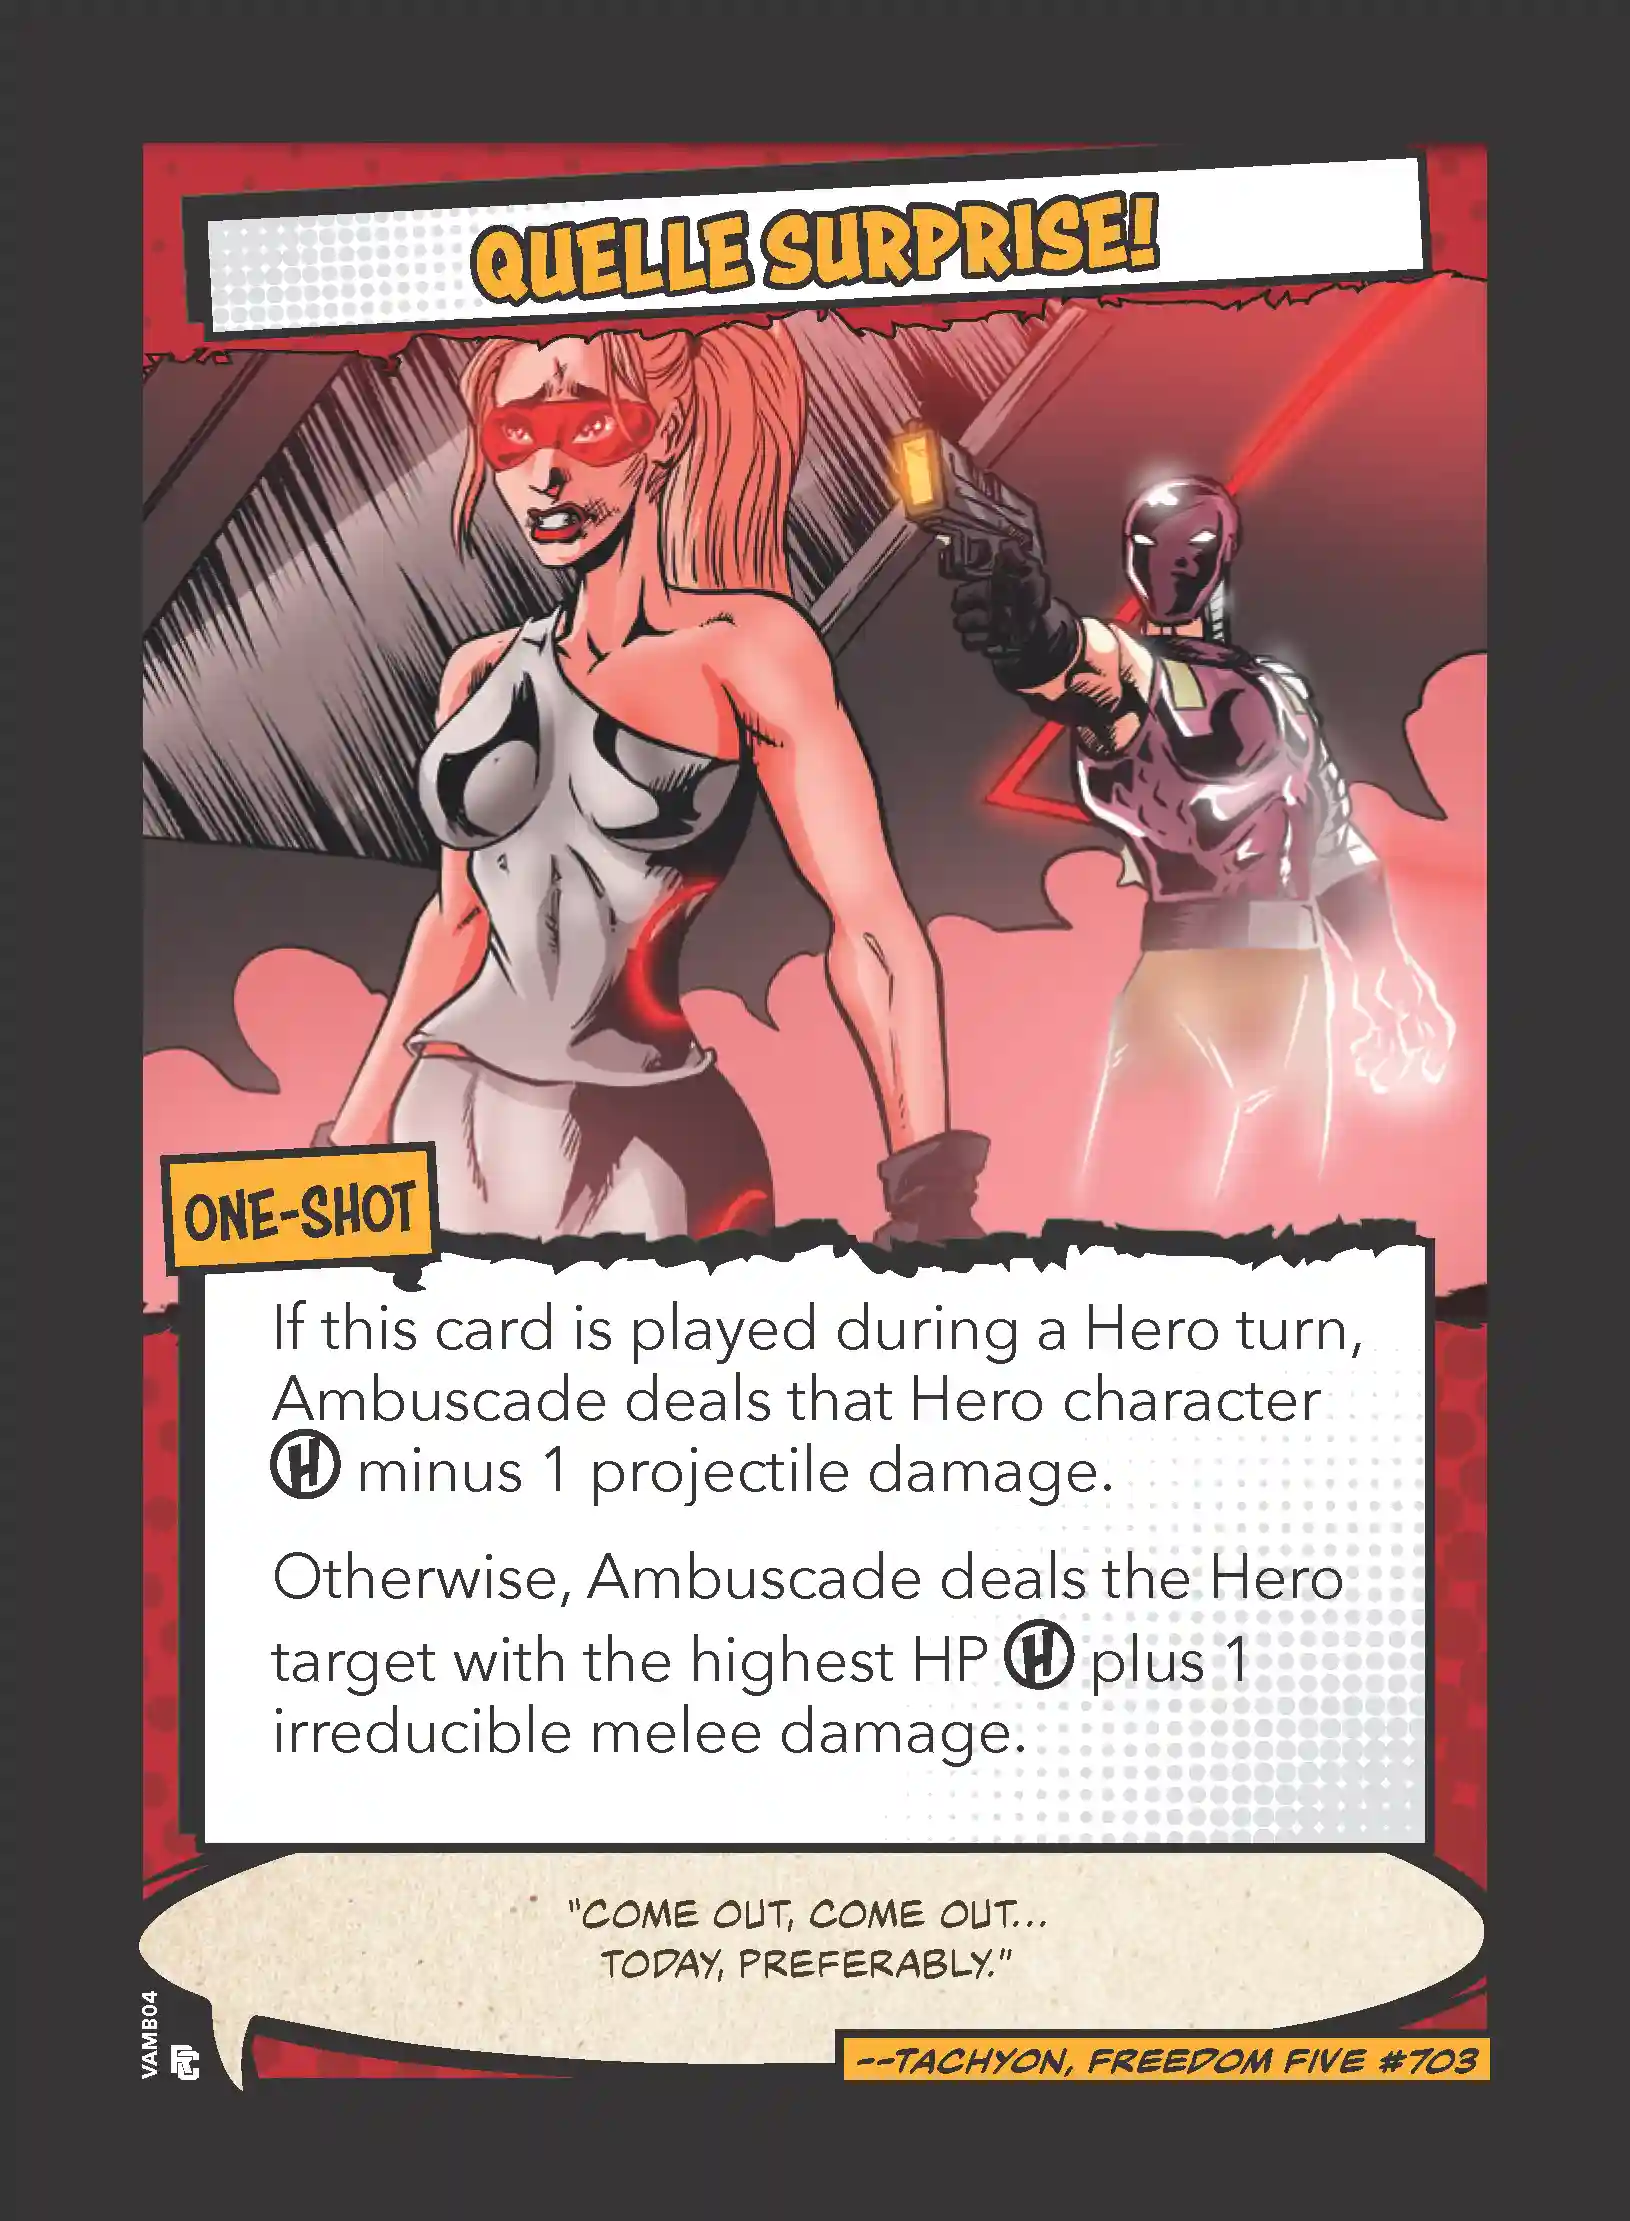 QUELLE SURPRISE!
ONE-SHOT
If this card is played during a Hero turn,
Ambuscade deals that Hero character
H minus 1 projectile damage.
Otherwise, Ambuscade deals the Hero
target with the highest HP H plus 1
irreducible melee damage.
"COME OUT, COME OUT...
TODAY, PREFERABLY."
--TACHYON, FREEDOM FIVE #703
VAMB04